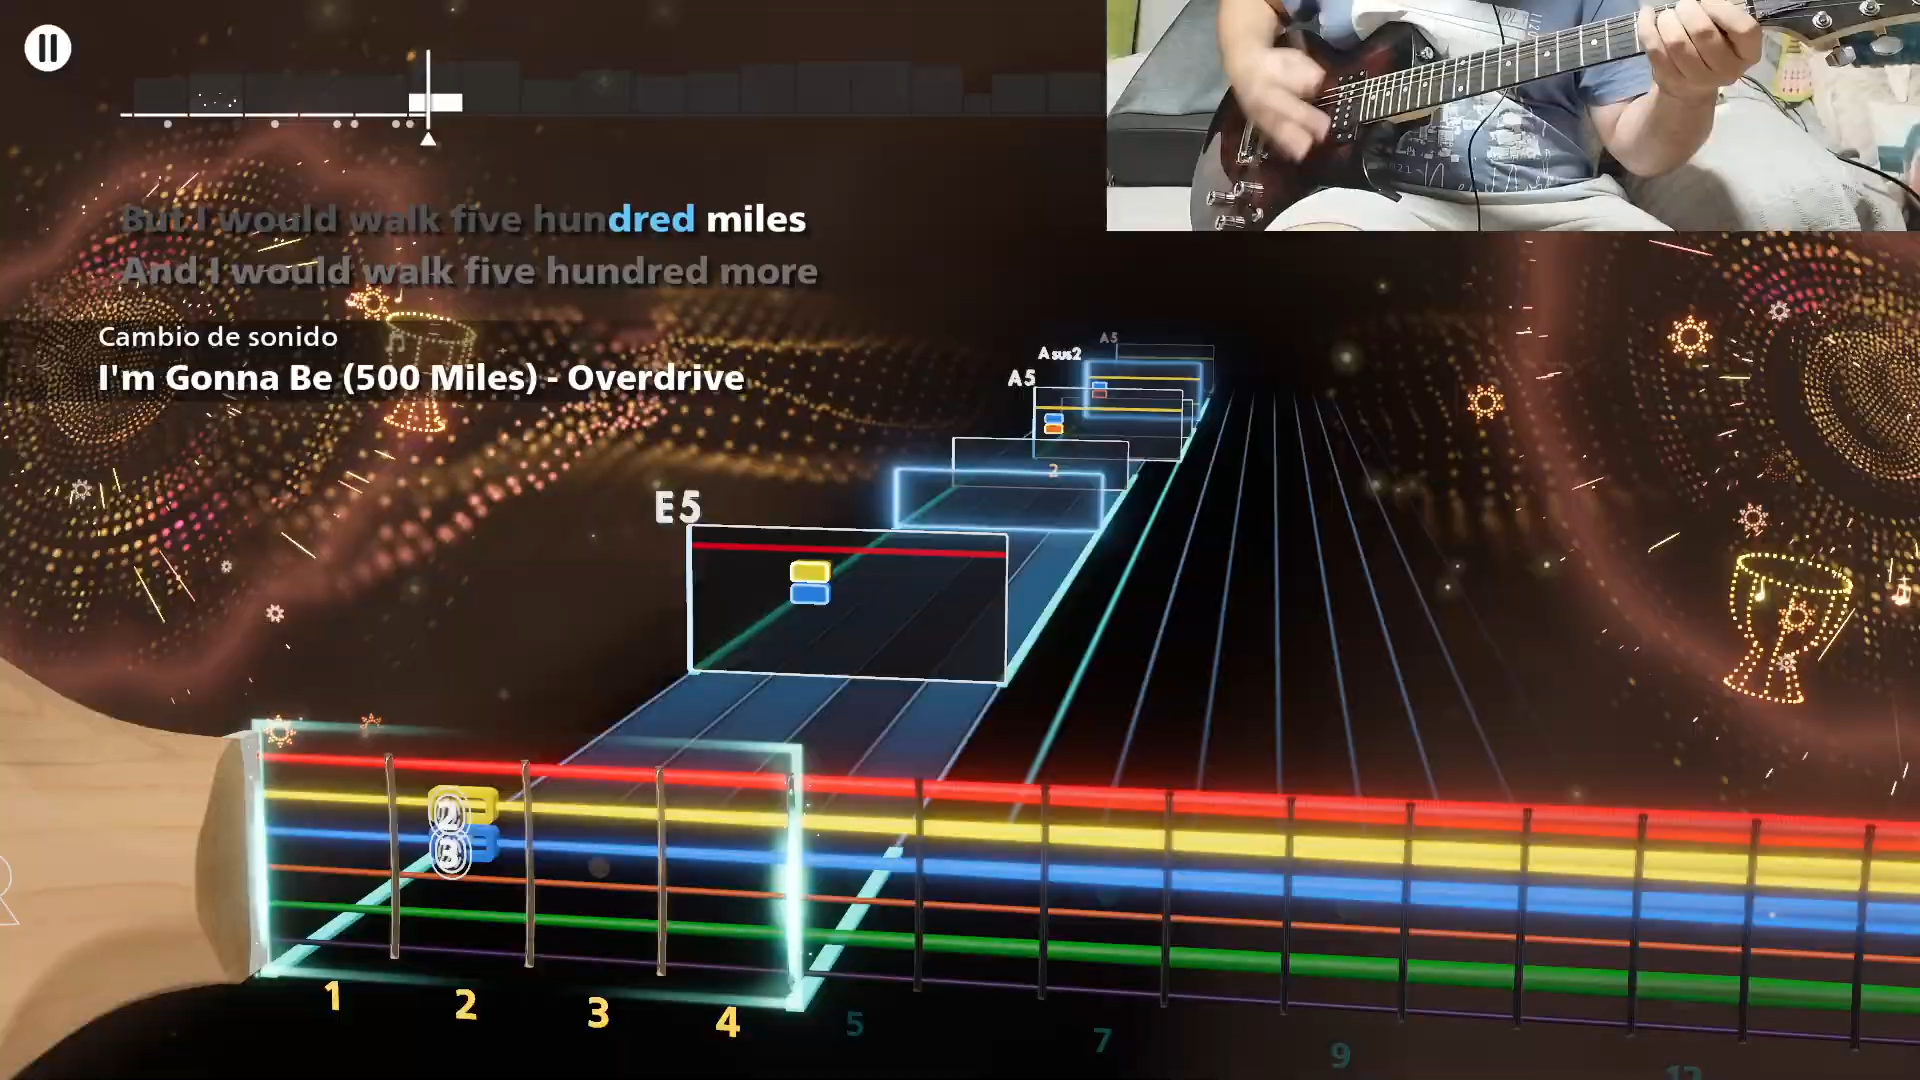 But I would walk five hundred miles
And I would walk five hundred more
Cambio de sonido
I'm Gonna Be (500 Miles) - Overdrive
A5
Asus2
A5
2
E5
2
3
1 2 3 4 5 7 9 12